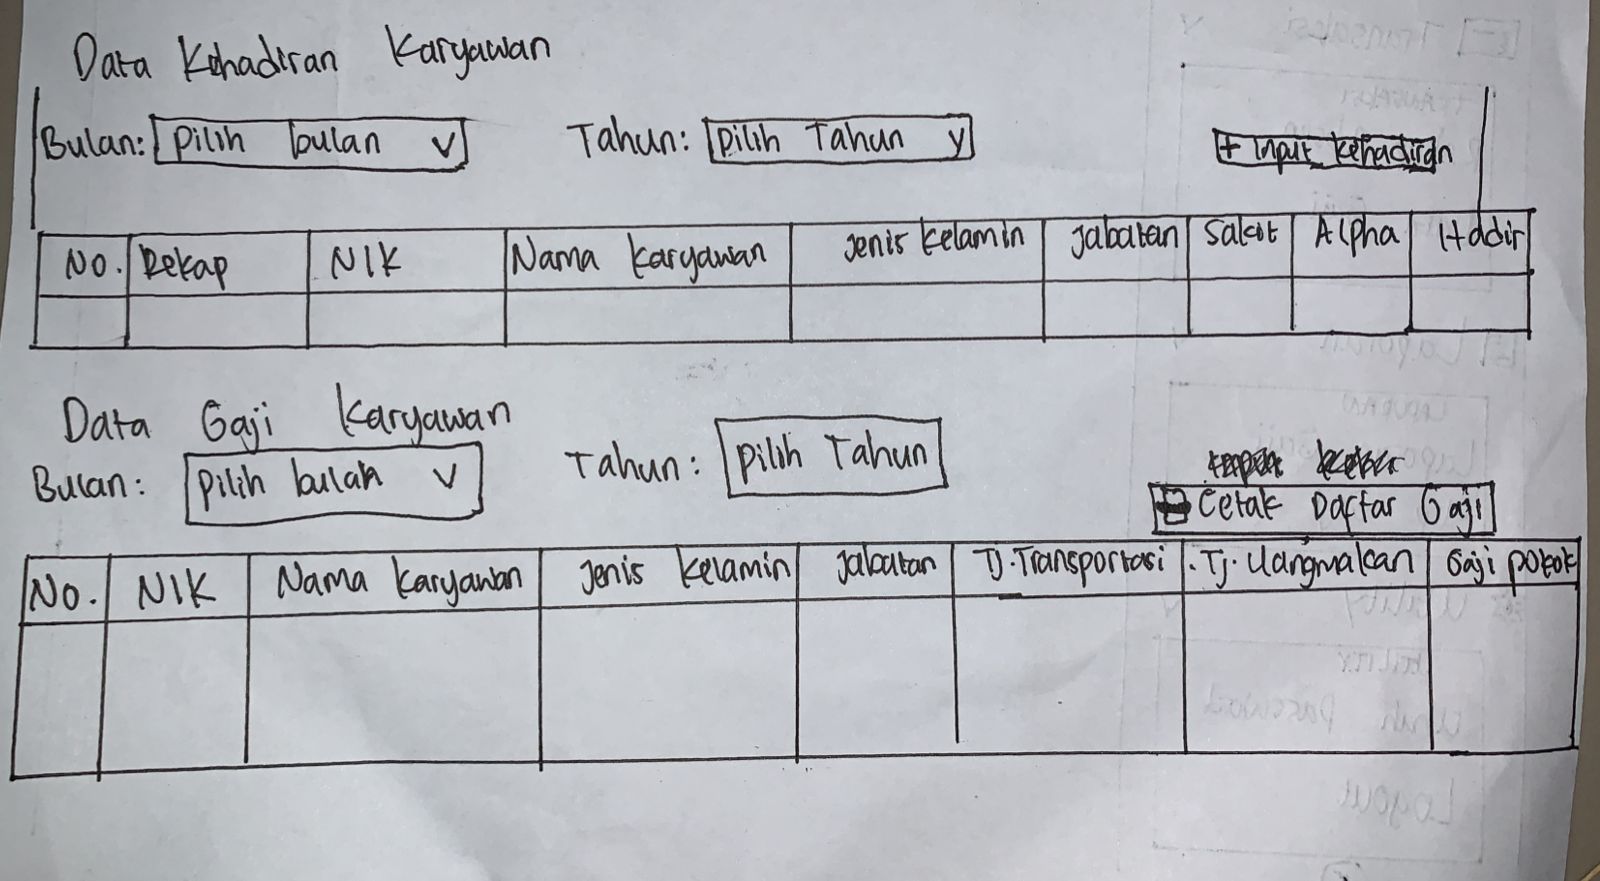 Data Kehadiran Karyawan
Bulan: Pilih bulan v Tahun: Pilih Tahun v + Input kehadiran
No. Rekap NIK Nama Karyawan Jenis Kelamin Jabatan Sakit Alpha Haddir
Data Gaji Karyawan
Bulan: Pilih bulan v Tahun: Pilih Tahun
Cetak Daftar Gaji
No. NIK Nama Karyawan Jenis Kelamin Jabatan Tj.Transportasi .Tj.Uangmakan Gaji pokok